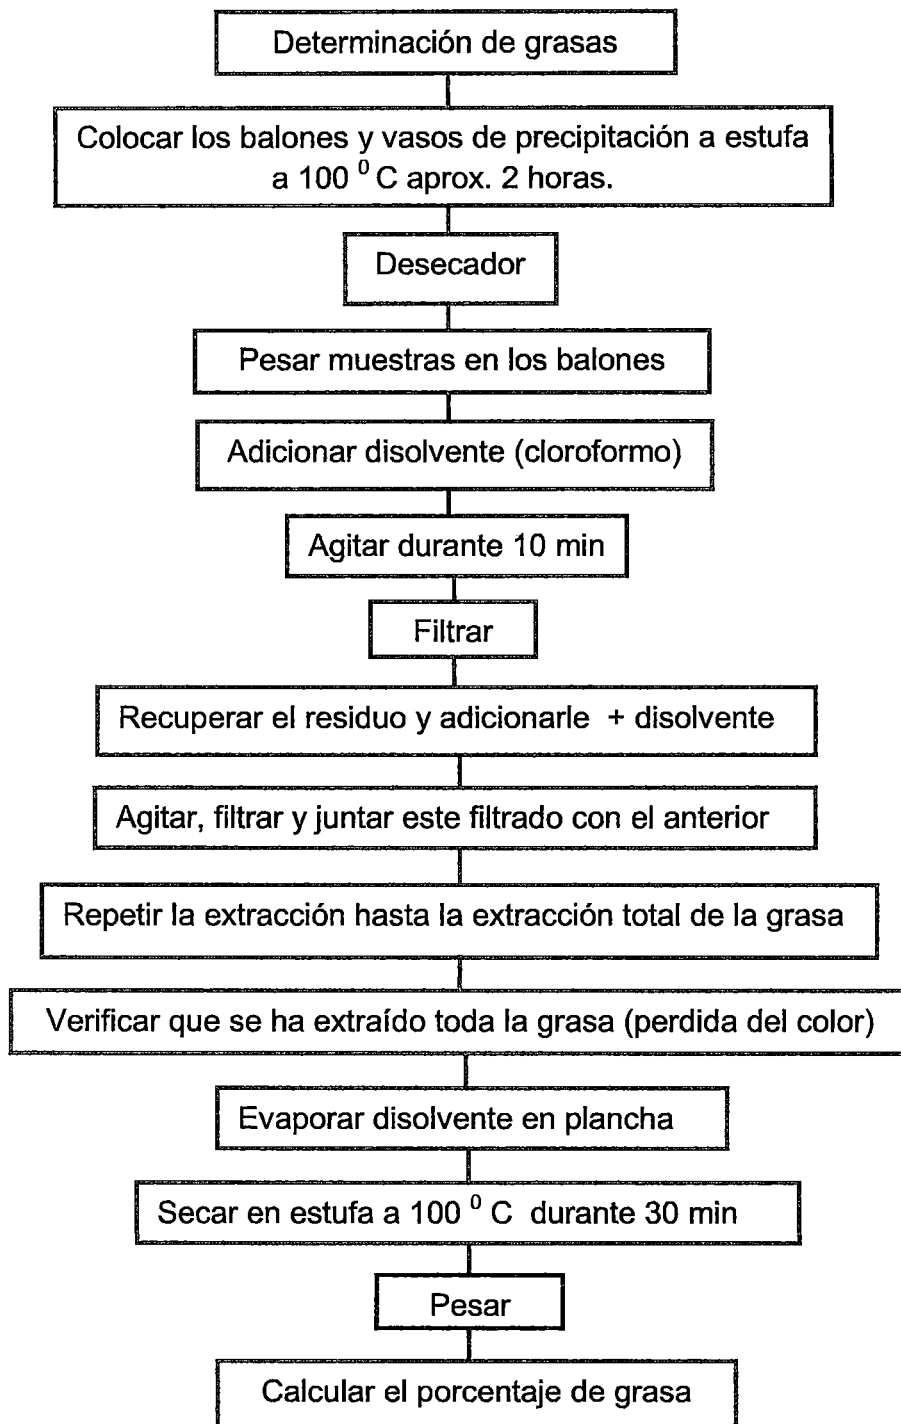 Determinación de grasas
Colocar los balones y vasos de precipitación a estufa
a 100 ⁰ C aprox. 2 horas.
Desecador
Pesar muestras en los balones
Adicionar disolvente (cloroformo)
Agitar durante 10 min
Filtrar
Recuperar el residuo y adicionarle + disolvente
Agitar, filtrar y juntar este filtrado con el anterior
Repetir la extracción hasta la extracción total de la grasa
Verificar que se ha extraído toda la grasa (perdida del color)
Evaporar disolvente en plancha
Secar en estufa a 100 ⁰ C durante 30 min
Pesar
Calcular el porcentaje de grasa